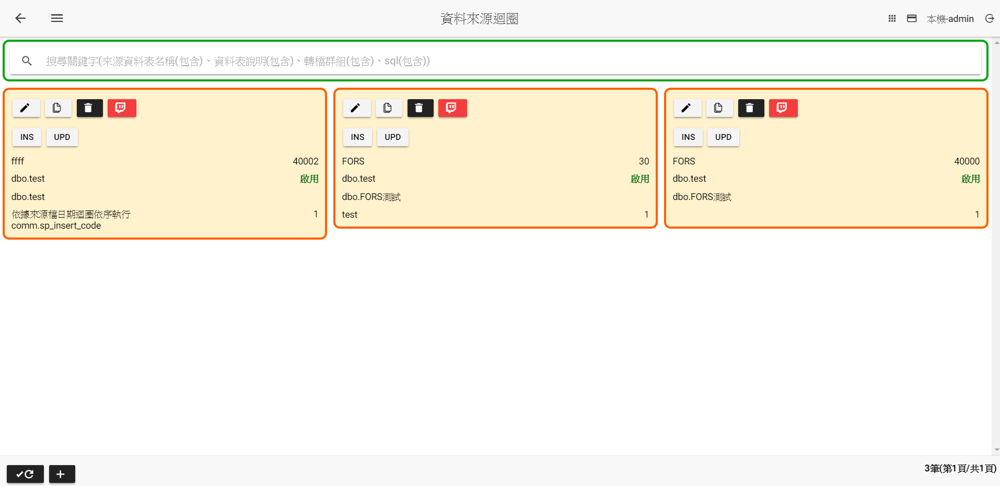 資料來源迴圈
本機-admin
搜尋關鍵字(來源資料表名稱(包含)、資料表說明(包含)、轉檔群組(包含)、sql(包含))
INS UPD
ffff 40002
dbo.test 啟用
dbo.test
依據來源檔日期迴圈依序執行 1
comm.sp_insert_code
INS UPD
FORS 30
dbo.test 啟用
dbo.FORS測試
test 1
INS UPD
FORS 40000
dbo.test 啟用
dbo.FORS測試
1
3筆(第1頁/共1頁)